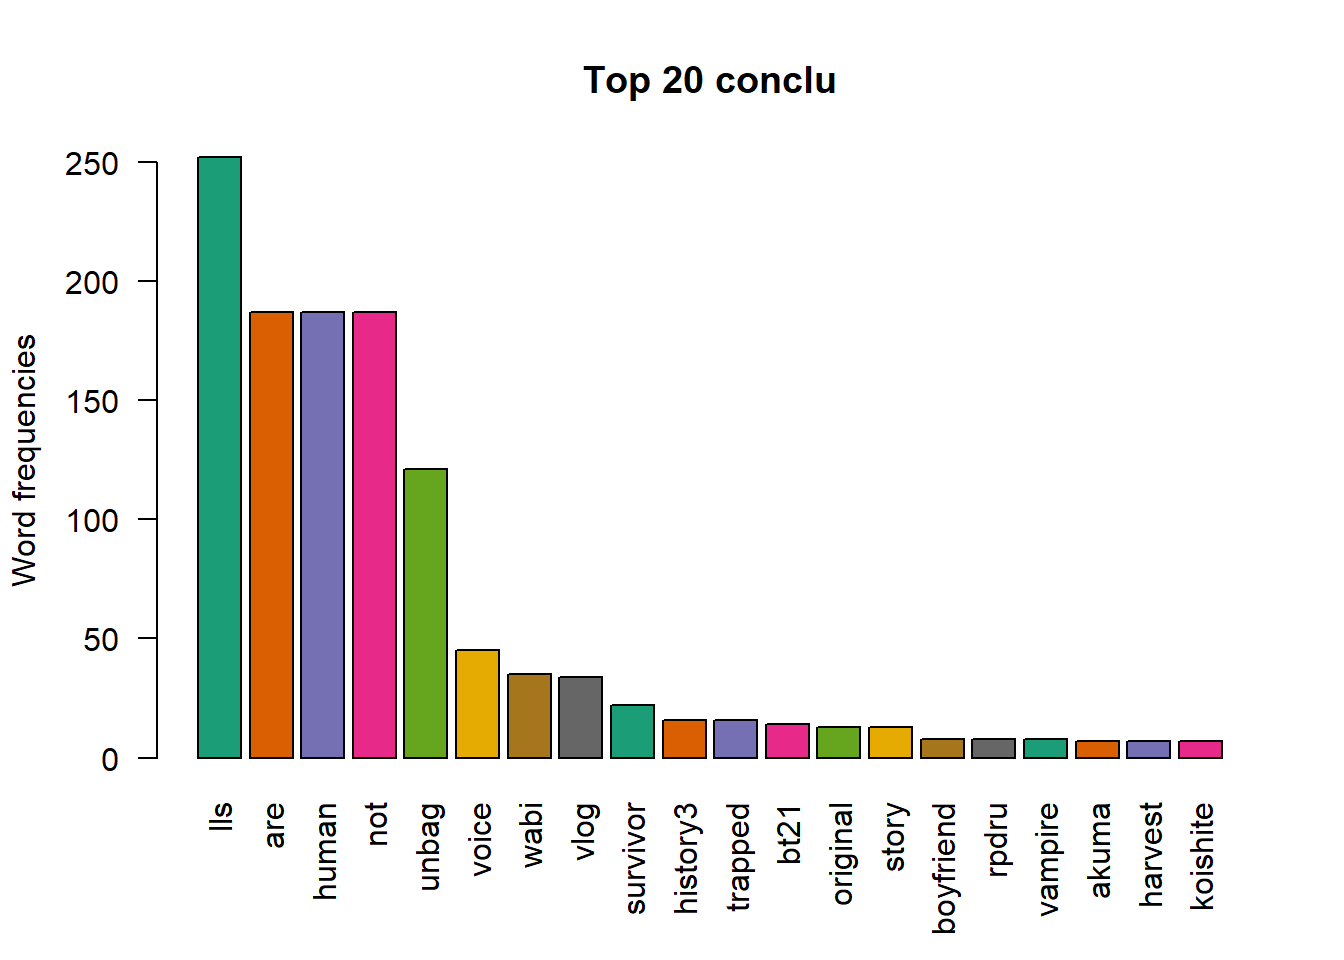 Top 20 conclu
Word frequencies
250
200
150
100
50
0
lls
are
human
not
unbag
voice
wabi
vlog
survivor
history3
trapped
bt21
original
story
boyfriend
rpdru
vampire
akuma
harvest
koishite